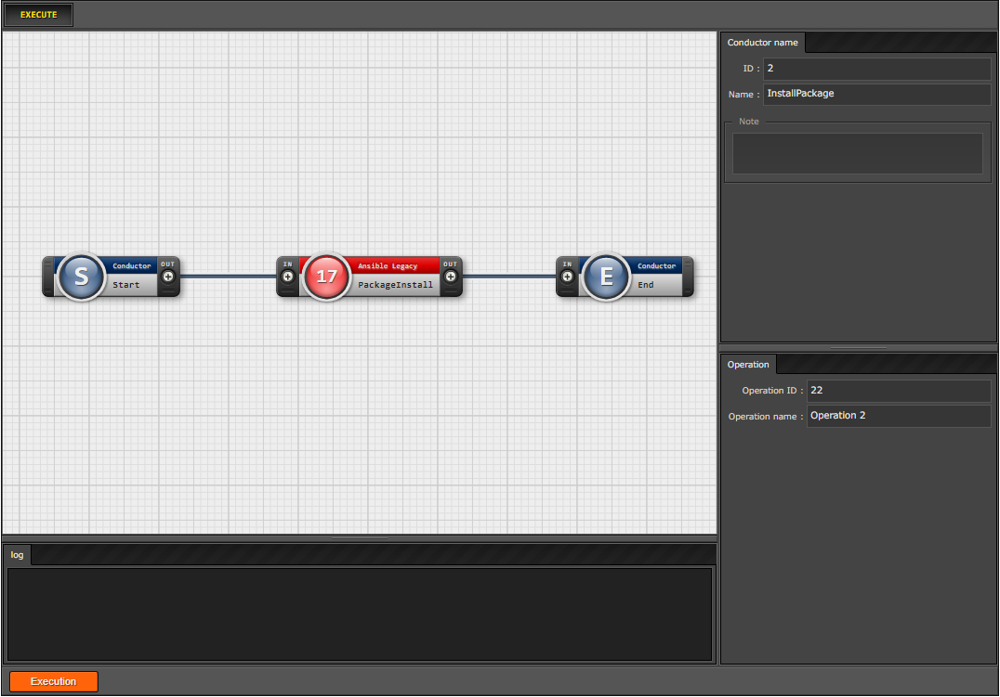 EXECUTE
Conductor name
ID : 2
Name : InstallPackage
Note
S Conductor OUT
Start
IN 17 Ansible Legacy OUT
PackageInstall
IN E Conductor
End
Operation
Operation ID : 22
Operation name : Operation 2
log
Execution